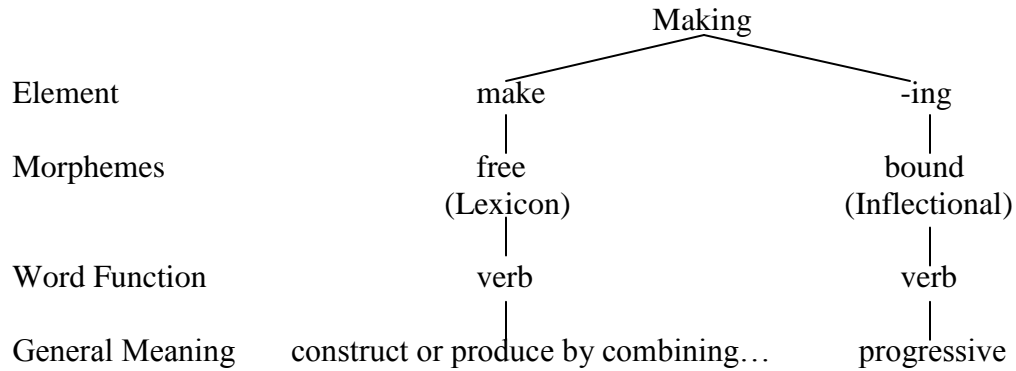 Making
Element make -ing
Morphemes free bound
(Lexicon) (Inflectional)
Word Function verb verb
General Meaning construct or produce by combining… progressive